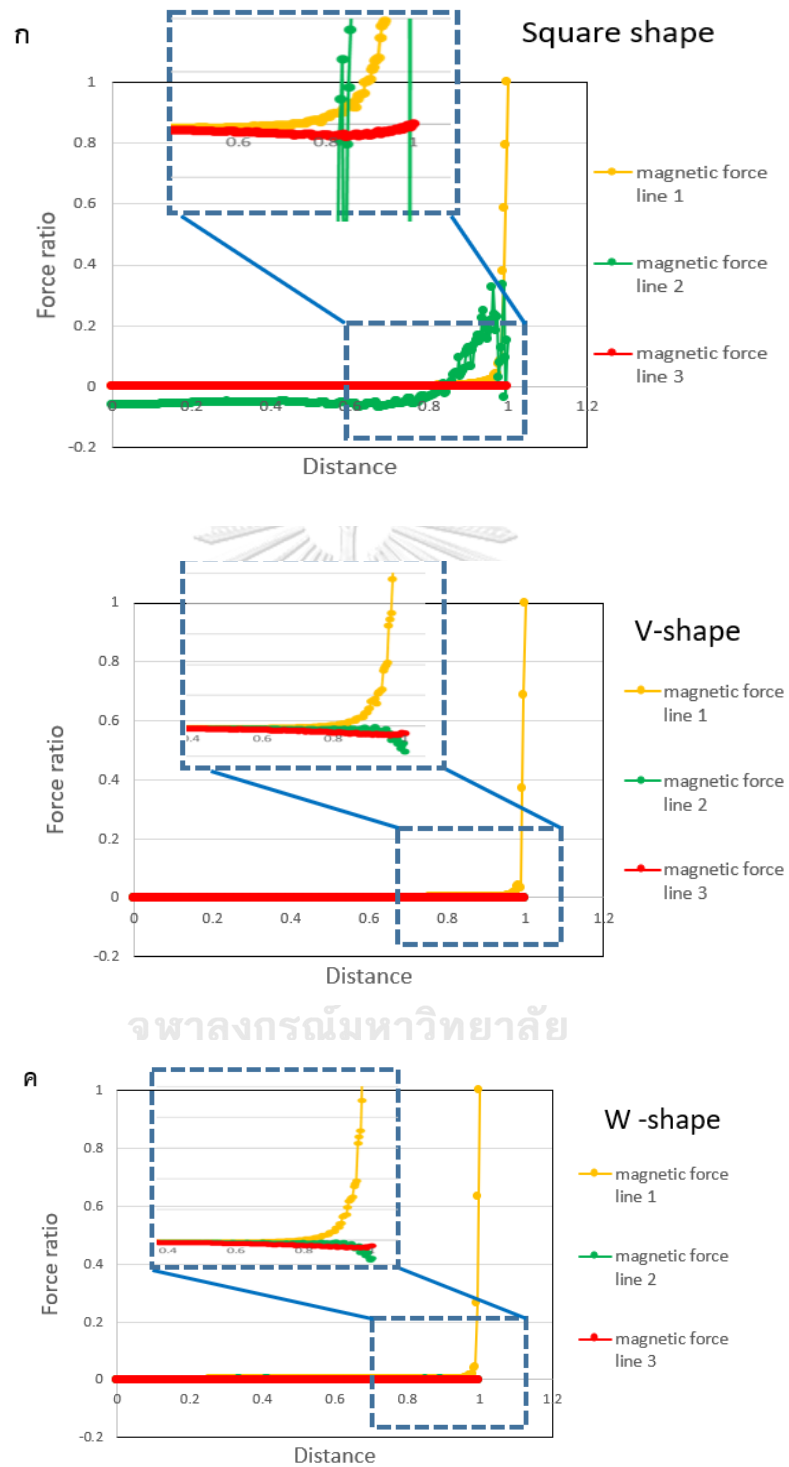 ก
Square shape
0.6
0.8
1
1
0.8
0.6
0.4
0.2
0
-0.2
0
0.2
0.4
0.6
0.8
1
1.2
Force ratio
Distance
magnetic force
line 1
magnetic force
line 2
magnetic force
line 3
V-shape
0.4
0.6
0.8
1
0.8
0.6
0.4
0.2
0
-0.2
0
0.2
0.4
0.6
0.8
1
1.2
Force ratio
Distance
magnetic force
line 1
magnetic force
line 2
magnetic force
line 3
จุฬาลงกรณ์มหาวิทยาลัย
ค
W -shape
0.4
0.6
0.8
1
0.8
0.6
0.4
0.2
0
-0.2
0
0.2
0.4
0.6
0.8
1
1.2
Force ratio
Distance
magnetic force
line 1
magnetic force
line 2
magnetic force
line 3